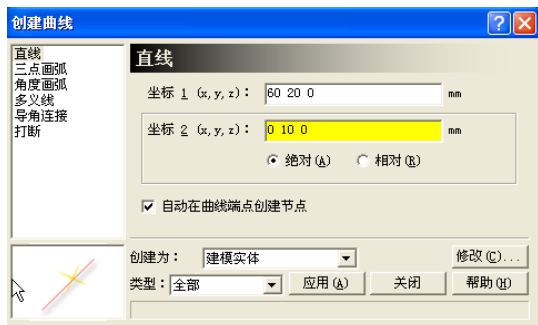 创建曲线
直线
三点画弧
角度画弧
多义线
导角连接
打断
直线
坐标 1 (x, y, z): 60 20 0 mm
坐标 2 (x, y, z): 0 10 0 mm
绝对(A) 相对(R)
自动在曲线端点创建节点
创建为: 建模实体 修改(C)...
类型: 全部 应用(A) 关闭 帮助(H)